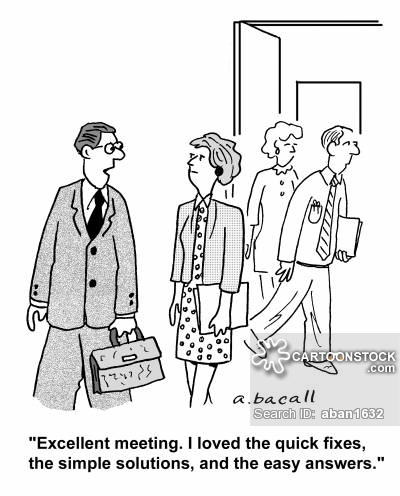 a.bacall
CARTOONSTOCK
.com
Search ID: aban1632
"Excellent meeting. I loved the quick fixes,
the simple solutions, and the easy answers."